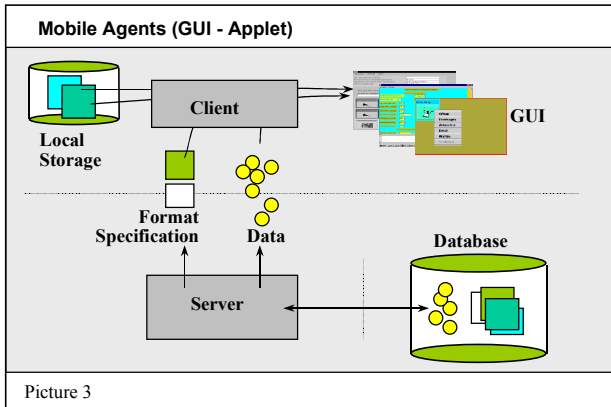 Mobile Agents (GUI - Applet)
Client
GUI
Local
Storage
Format
Specification
Data
Database
Server
Picture 3